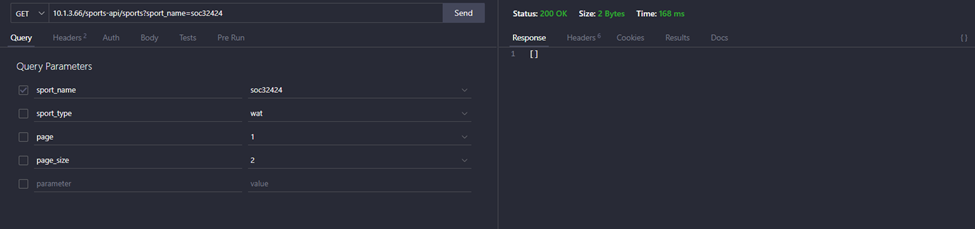 GET 10.1.3.66/sports-api/sports?sport_name=soc32424 Send
Query Headers 2 Auth Body Tests Pre Run
Query Parameters
sport_name soc32424
sport_type wat
page 1
page_size 2
parameter value
Status: 200 OK Size: 2 Bytes Time: 168 ms
Response Headers 6 Cookies Results Docs { }
1 []